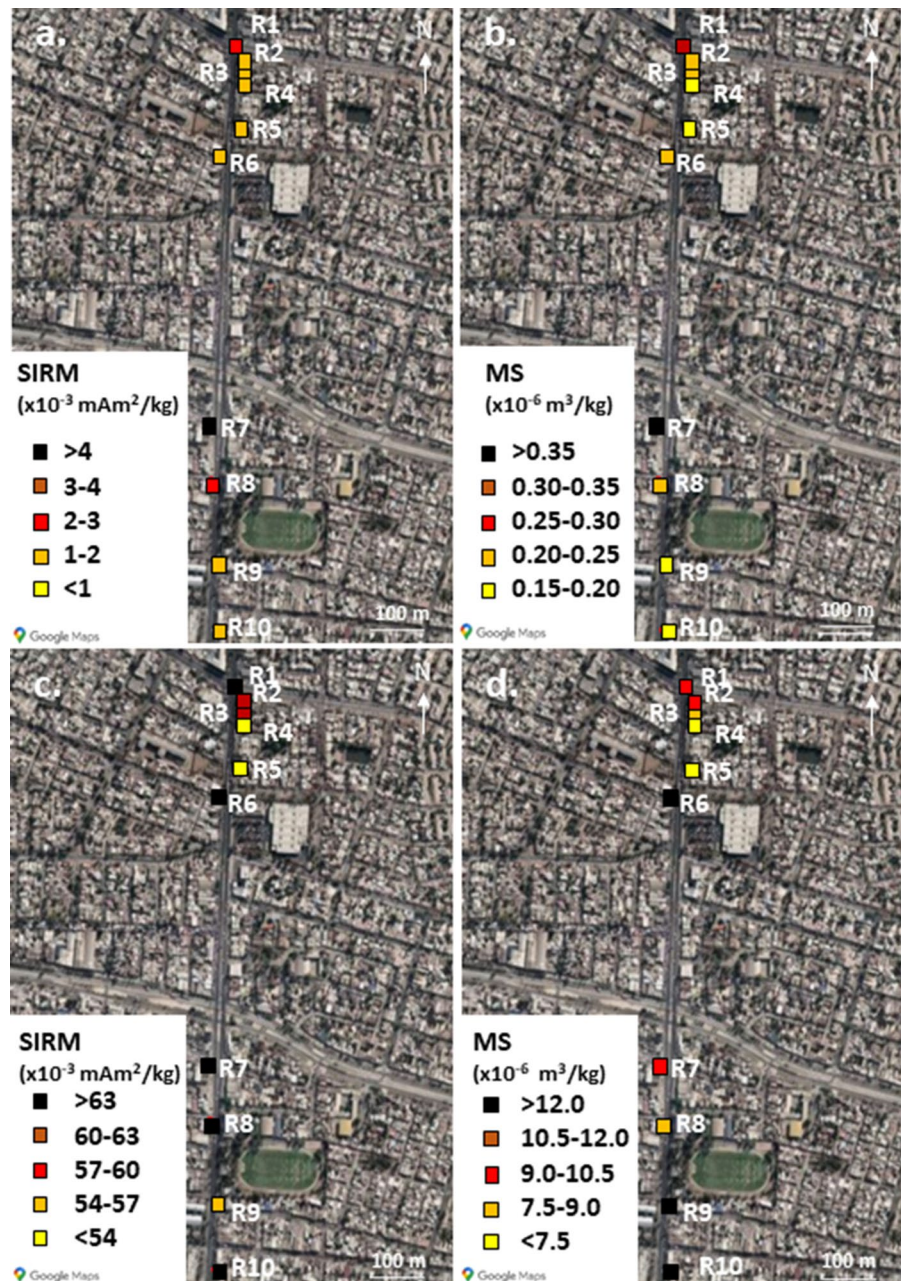 a.
N
R1
R2
R3
R4
R5
R6
R7
R8
R9
R10
SIRM
(x10⁻³ mAm²/kg)
>4
3-4
2-3
1-2
<1
100 m
Google Maps
b.
N
R1
R2
R3
R4
R5
R6
R7
R8
R9
R10
MS
(x10⁻⁶ m³/kg)
>0.35
0.30-0.35
0.25-0.30
0.20-0.25
0.15-0.20
100 m
Google Maps
c.
N
R1
R2
R3
R4
R5
R6
R7
R8
R9
R10
SIRM
(x10⁻³ mAm²/kg)
>63
60-63
57-60
54-57
<54
100 m
Google Maps
d.
N
R1
R2
R3
R4
R5
R6
R7
R8
R9
R10
MS
(x10⁻⁶ m³/kg)
>12.0
10.5-12.0
9.0-10.5
7.5-9.0
<7.5
100 m
Google Maps